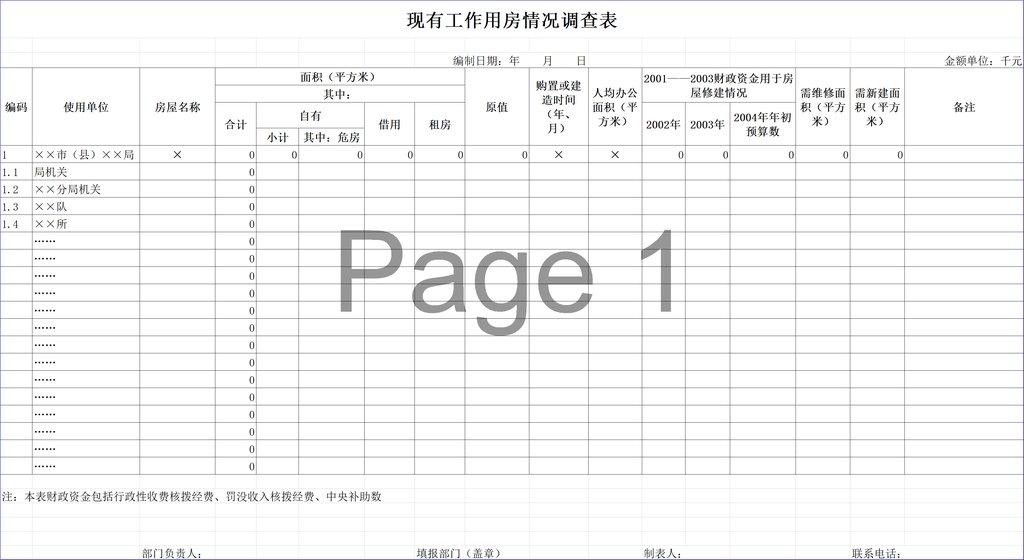 现有工作用房情况调查表
编制日期：年 月 日 金额单位：千元
编码 使用单位 房屋名称 面积（平方米） 原值 购置或建造时间（年、月） 人均办公面积（平方米） 2001——2003财政资金用于房屋修建情况 需维修面积（平方米） 需新建面积（平方米） 备注
其中：
合计 自有 借用 租房 2002年 2003年 2004年年初预算数
小计 其中：危房
1 ××市（县）××局 × 0 0 0 0 0 0 × × 0 0 0 0 0
1.1 局机关 0
1.2 ××分局机关 0
1.3 ××队 0
1.4 ××所 0
…… 0
…… 0
…… 0
…… 0
…… 0
…… 0
…… 0
…… 0
…… 0
…… 0
…… 0
…… 0
…… 0
…… 0
Page 1
注：本表财政资金包括行政性收费核拨经费、罚没收入核拨经费、中央补助数
部门负责人： 填报部门（盖章） 制表人： 联系电话：